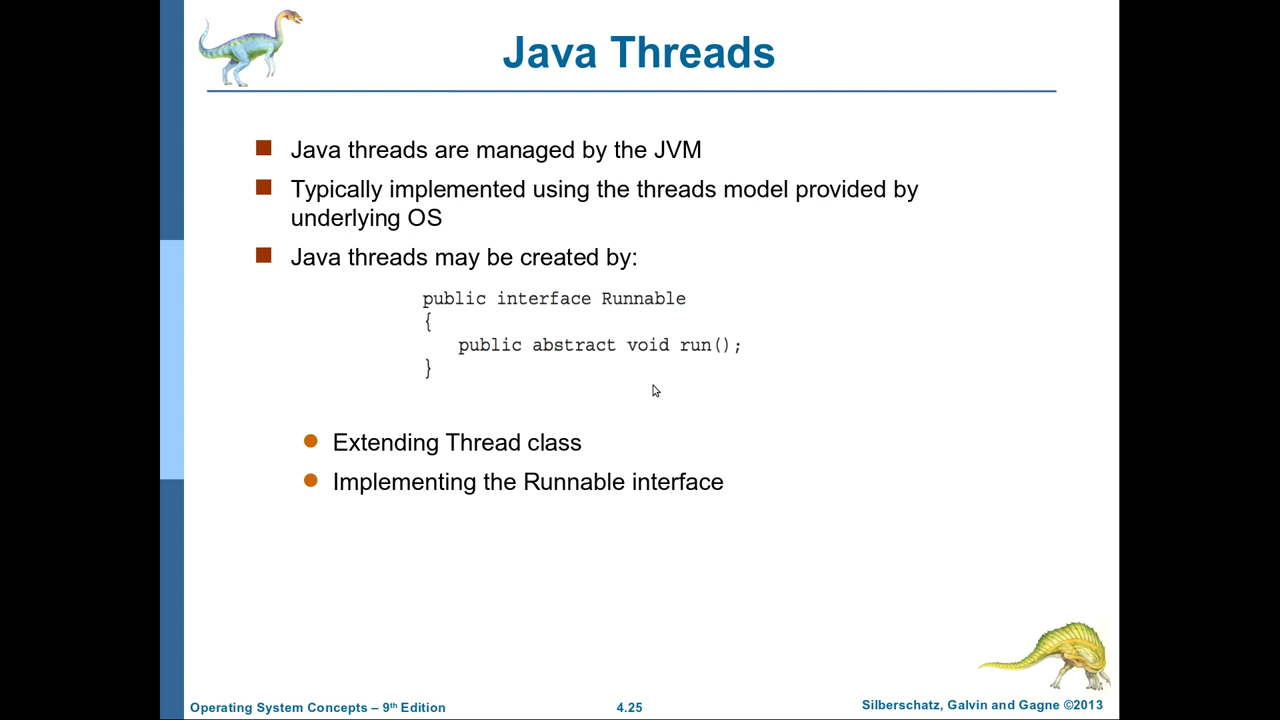 Java Threads
Java threads are managed by the JVM
Typically implemented using the threads model provided by
underlying OS
Java threads may be created by:
public interface Runnable
{
public abstract void run();
}
Extending Thread class
Implementing the Runnable interface
Operating System Concepts – 9th Edition
4.25
Silberschatz, Galvin and Gagne ©2013